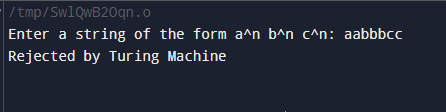 /tmp/SwlQwB2Oqn.o
Enter a string of the form a^n b^n c^n: aabbbcc
Rejected by Turing Machine